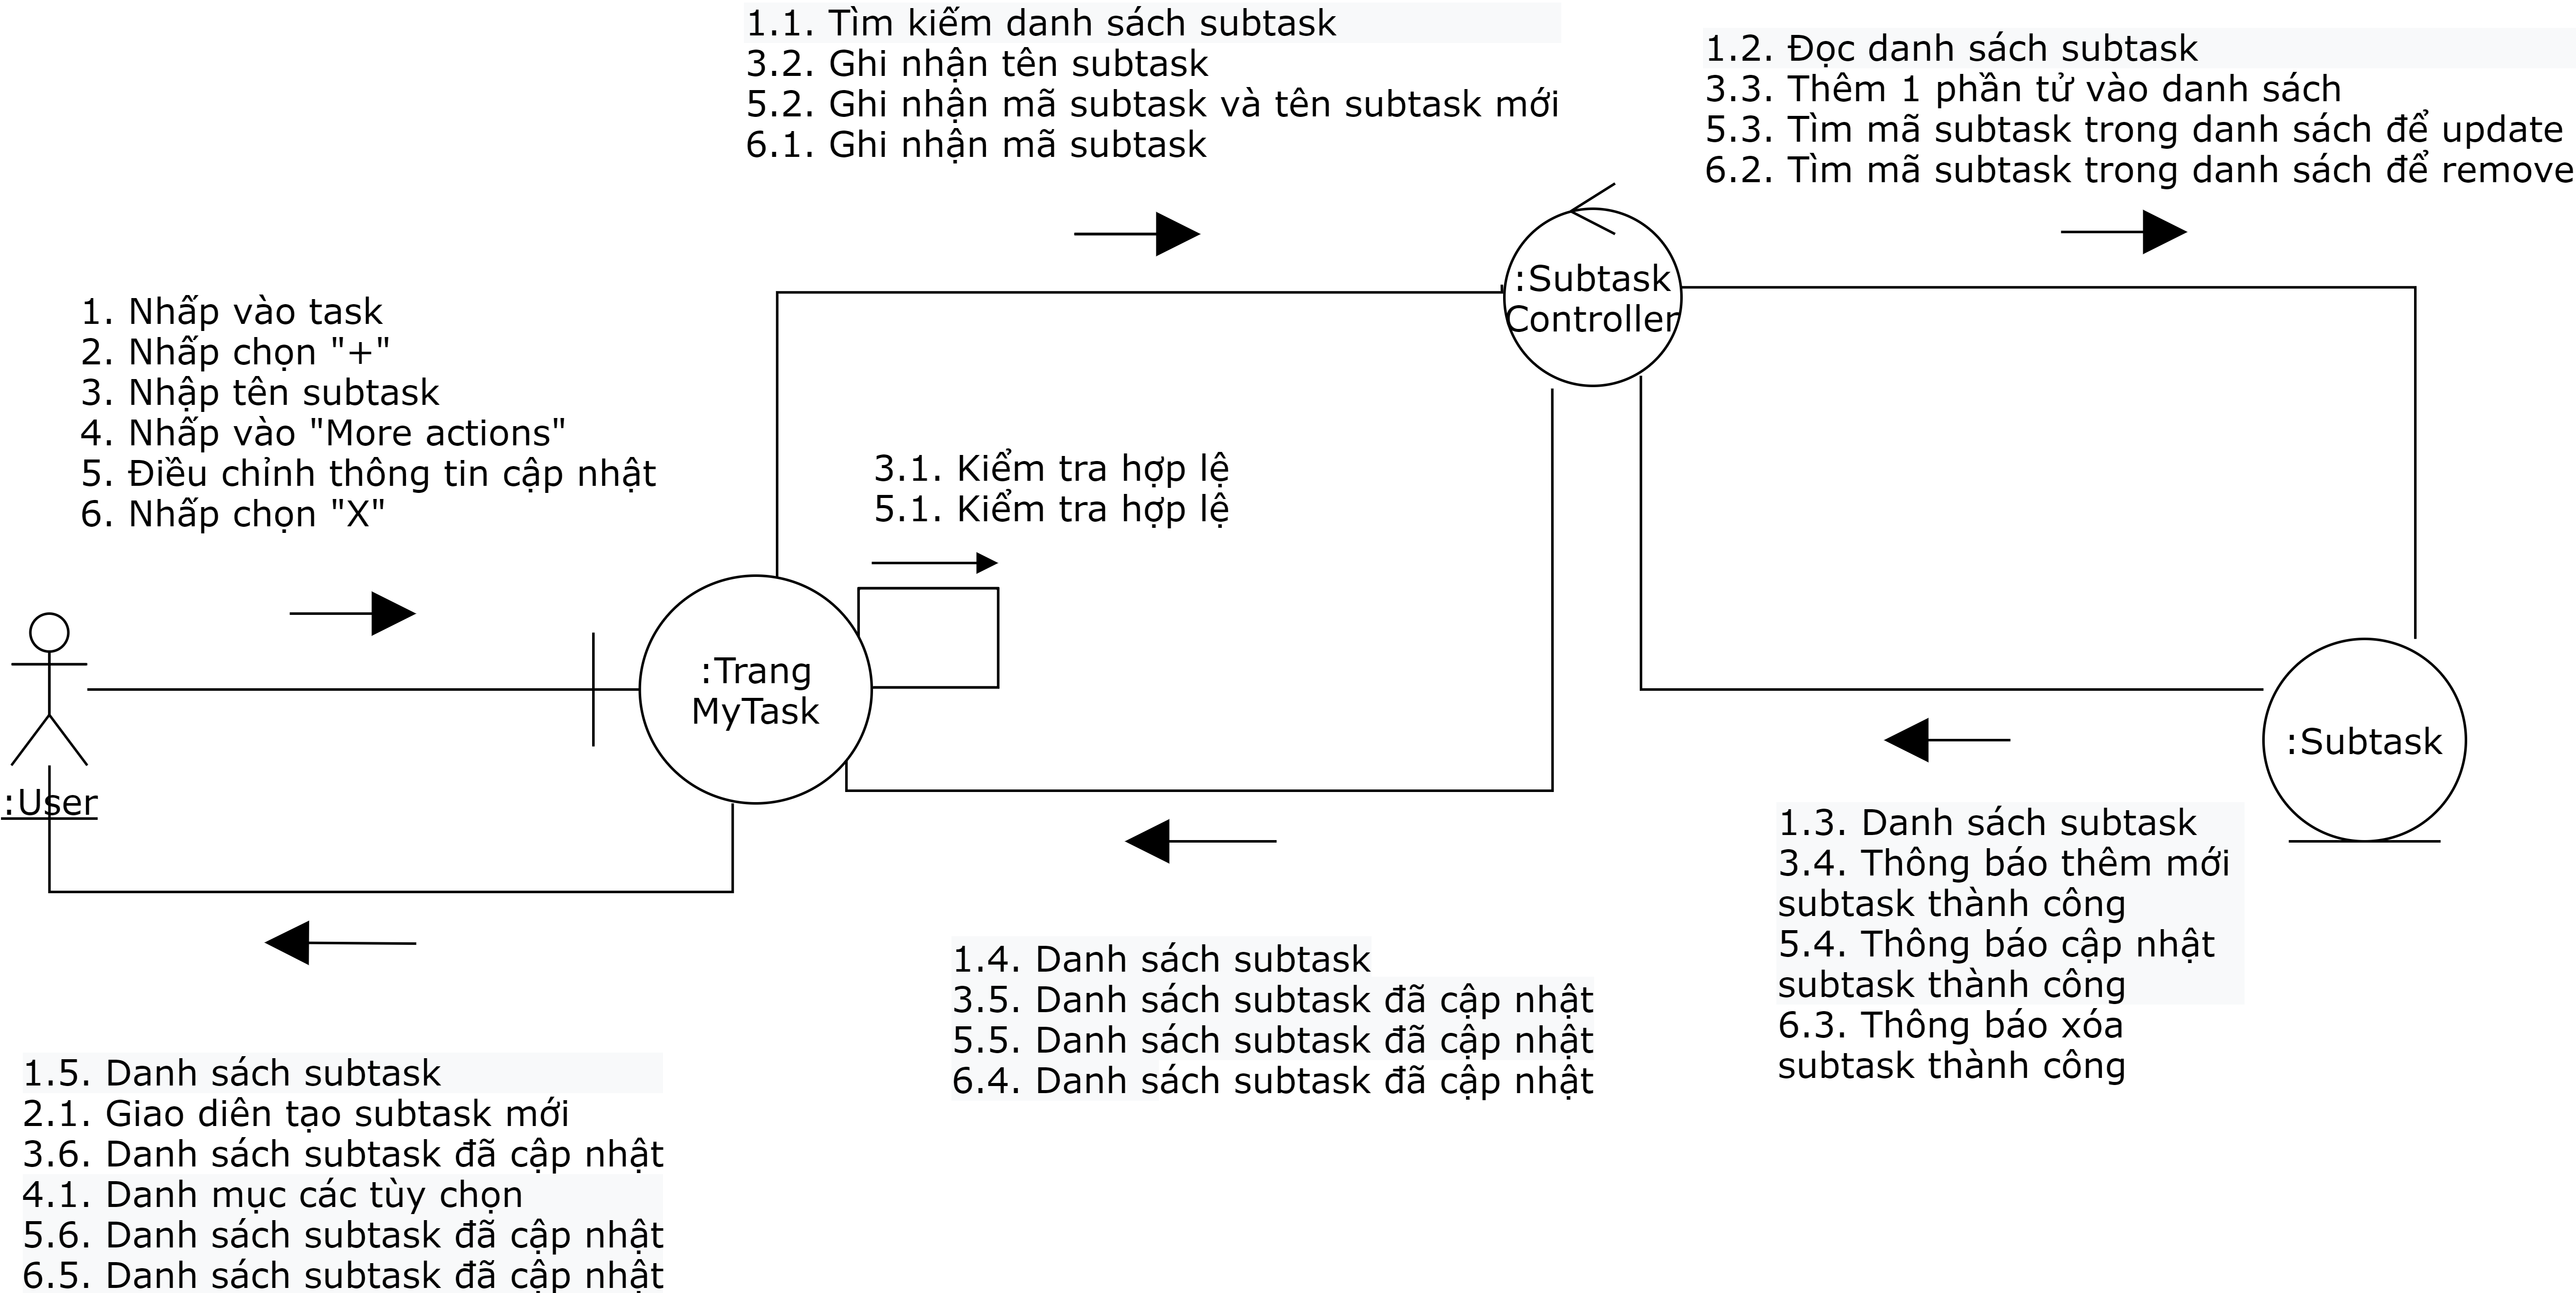 1.1. Tìm kiếm danh sách subtask
3.2. Ghi nhận tên subtask
5.2. Ghi nhận mã subtask và tên subtask mới
6.1. Ghi nhận mã subtask
1.2. Đọc danh sách subtask
3.3. Thêm 1 phần tử vào danh sách
5.3. Tìm mã subtask trong danh sách để update
6.2. Tìm mã subtask trong danh sách để remove
:Subtask
Controller
1. Nhấp vào task
2. Nhấp chọn "+"
3. Nhập tên subtask
4. Nhấp vào "More actions"
5. Điều chỉnh thông tin cập nhật
6. Nhấp chọn "X"
3.1. Kiểm tra hợp lệ
5.1. Kiểm tra hợp lệ
:Trang
MyTask
:Subtask
:User
1.3. Danh sách subtask
3.4. Thông báo thêm mới
subtask thành công
5.4. Thông báo cập nhật
subtask thành công
6.3. Thông báo xóa
subtask thành công
1.4. Danh sách subtask
3.5. Danh sách subtask đã cập nhật
5.5. Danh sách subtask đã cập nhật
6.4. Danh sách subtask đã cập nhật
1.5. Danh sách subtask
2.1. Giao diên tạo subtask mới
3.6. Danh sách subtask đã cập nhật
4.1. Danh mục các tùy chọn
5.6. Danh sách subtask đã cập nhật
6.5. Danh sách subtask đã cập nhật